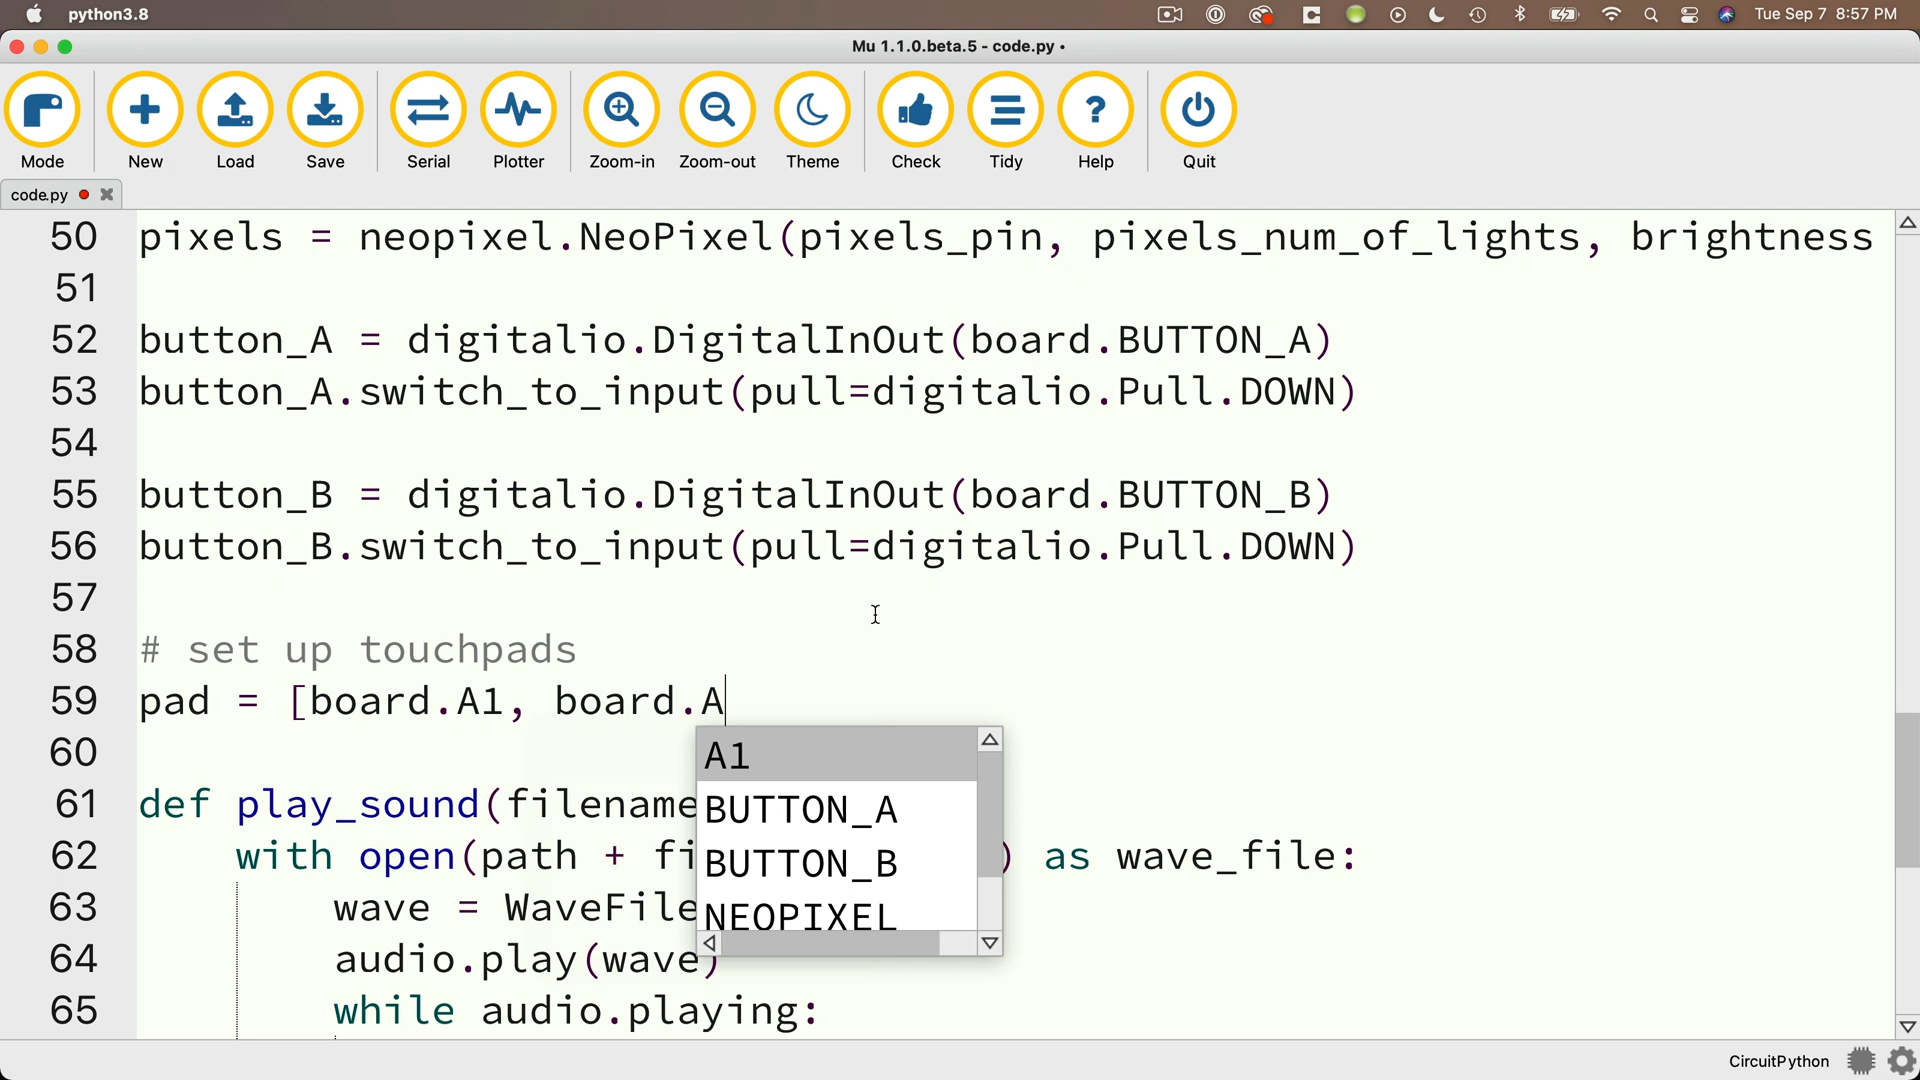 python3.8
Tue Sep 7 8:57 PM
Mu 1.1.0.beta.5 - code.py •
Mode
New
Load
Save
Serial
Plotter
Zoom-in
Zoom-out
Theme
Check
Tidy
? Help
Quit
code.py
50 pixels = neopixel.NeoPixel(pixels_pin, pixels_num_of_lights, brightness
51
52 button_A = digitalio.DigitalInOut(board.BUTTON_A)
53 button_A.switch_to_input(pull=digitalio.Pull.DOWN)
54
55 button_B = digitalio.DigitalInOut(board.BUTTON_B)
56 button_B.switch_to_input(pull=digitalio.Pull.DOWN)
57
58 # set up touchpads
59 pad = [board.A1, board.A
60
A1
BUTTON_A
BUTTON_B
NEOPIXEL
61 def play_sound(filename
62 with open(path + fi ) as wave_file:
63 wave = WaveFile
64 audio.play(wave)
65 while audio.playing:
CircuitPython